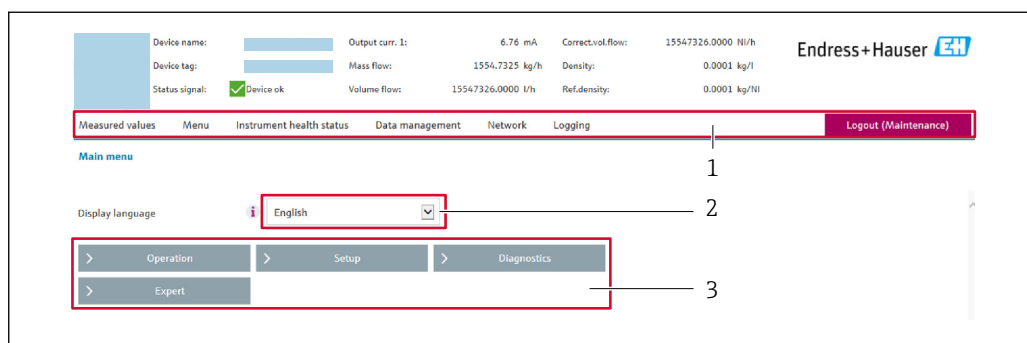 Device name: Output curr. 1: 6.76 mA Correct.vol.flow: 15547326.0000 Nl/h
Endress+Hauser EH
Device tag: Mass flow: 1554.7325 kg/h Density: 0.0001 kg/l
Status signal: Device ok Volume flow: 15547326.0000 l/h Ref.density: 0.0001 kg/Nl
Measured values Menu Instrument health status Data management Network Logging Logout (Maintenance)
1
Main menu
Display language i English 2
> Operation > Setup > Diagnostics
> Expert 3